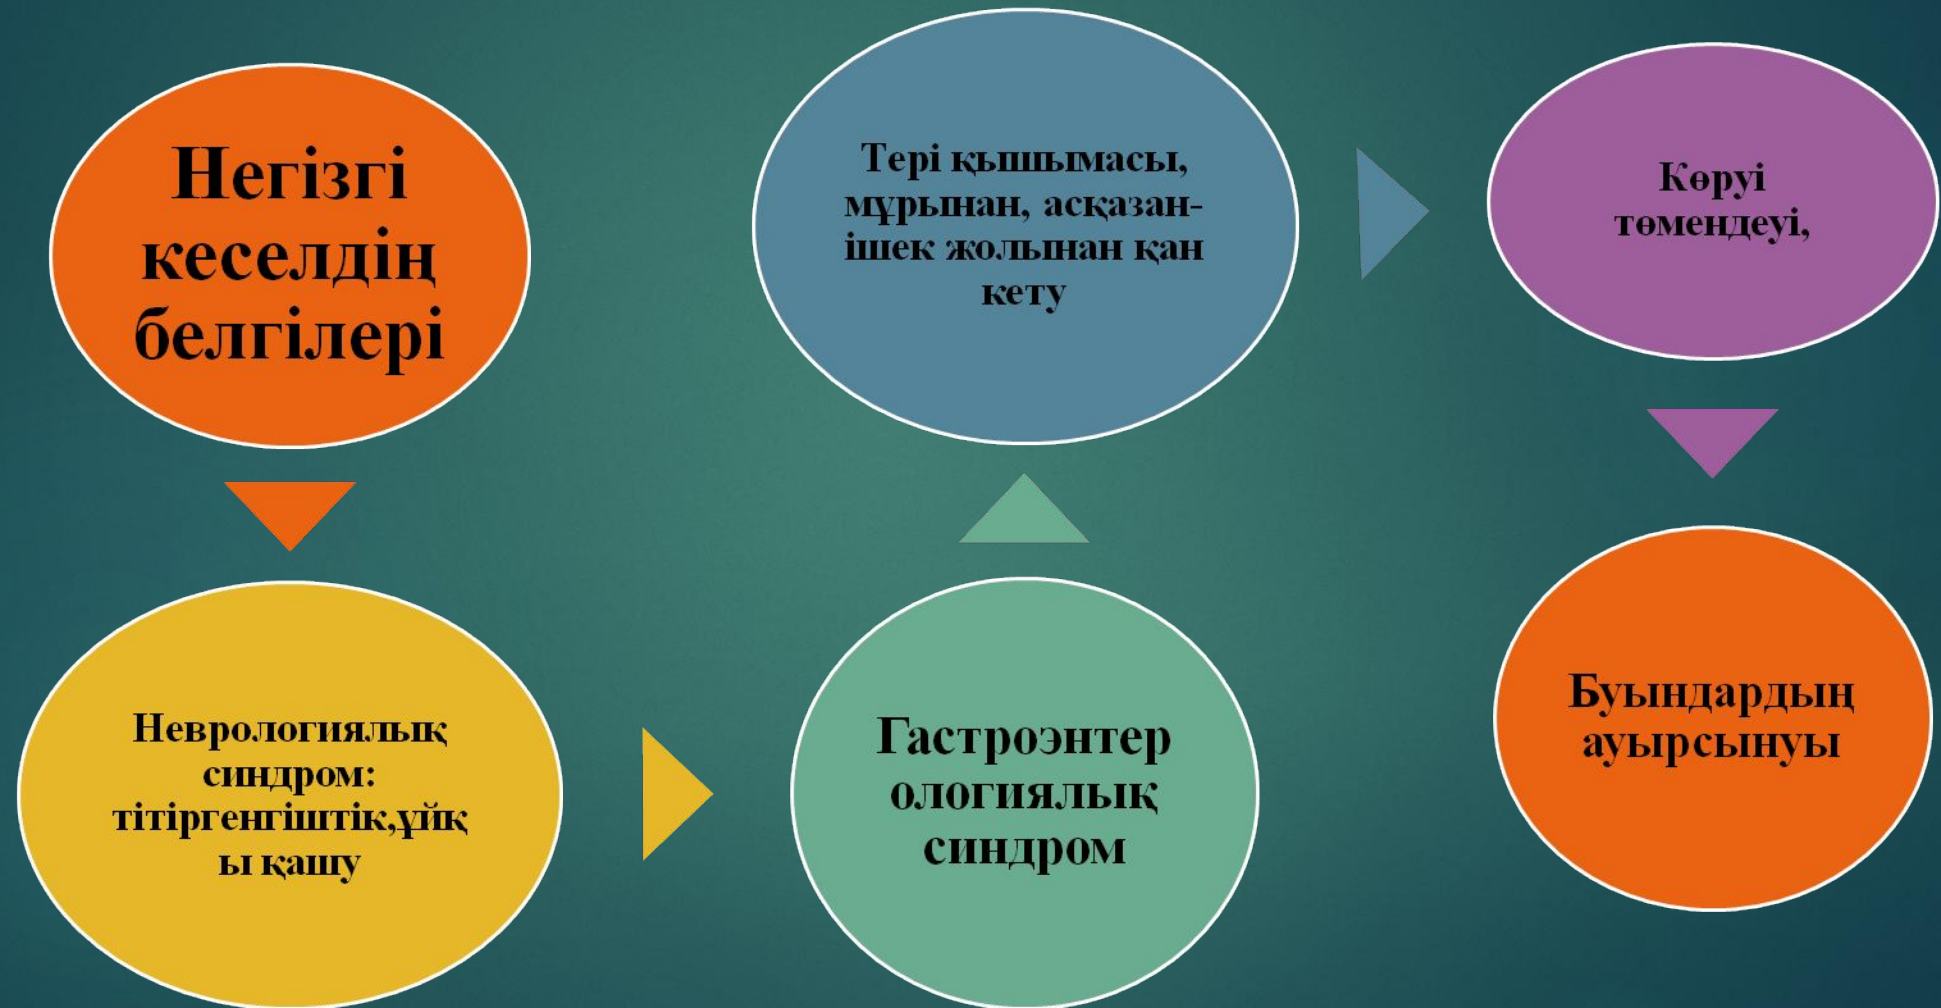 Негізгі
кеселдің
белгілері
Неврологиялық
синдром:
тітіргенгіштік,ұйқ
ы қашу
Гастроэнтер
ологиялық
синдром
Тері қышымасы,
мұрынан, асқазан-
ішек жолынан қан
кету
Көруі
төмендеуі,
Буындардың
ауырсынуы